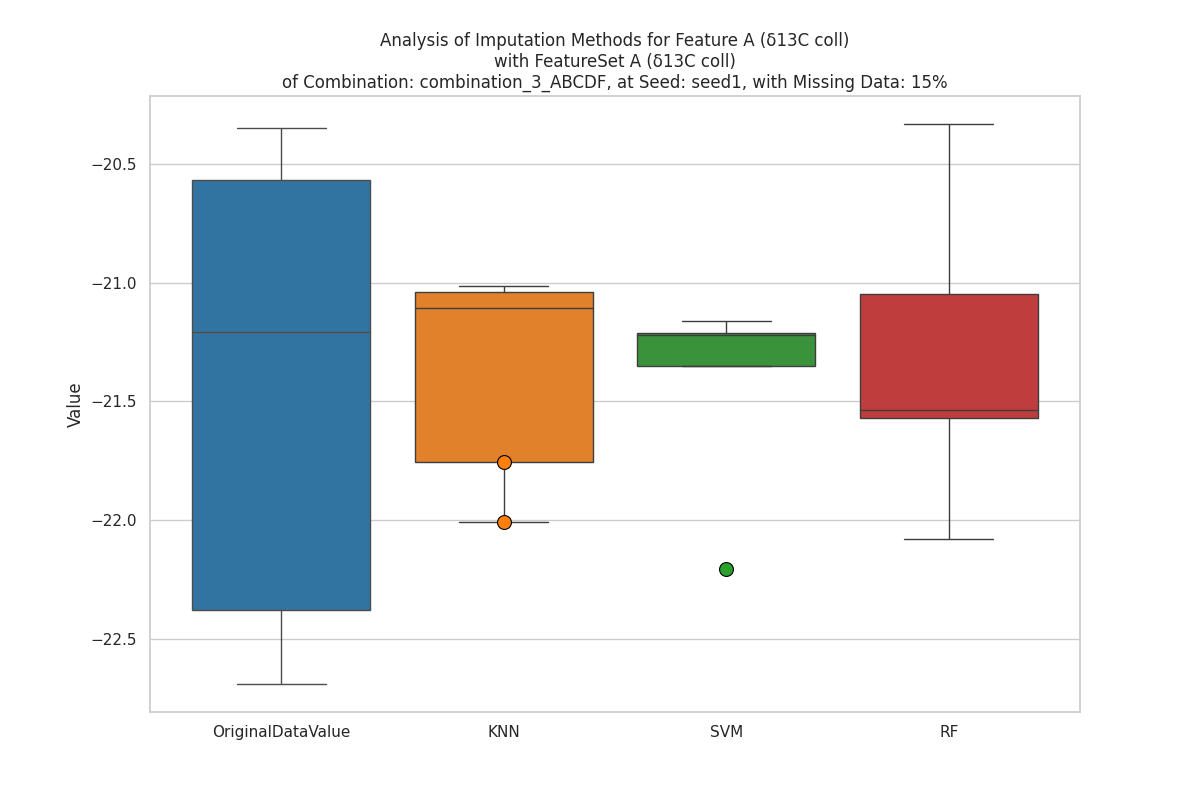 Analysis of Imputation Methods for Feature A (δ13C coll)
with FeatureSet A (δ13C coll)
of Combination: combination_3_ABCDF, at Seed: seed1, with Missing Data: 15%
Value
−20.5
−21.0
−21.5
−22.0
−22.5
OriginalDataValue
KNN
SVM
RF